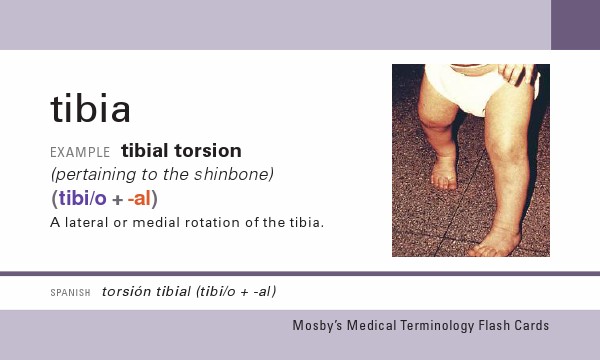 tibia
EXAMPLE tibial torsion
(pertaining to the shinbone)
(tibi/o + -al)
A lateral or medial rotation of the tibia.
SPANISH torsión tibial (tibi/o + -al)
Mosby's Medical Terminology Flash Cards